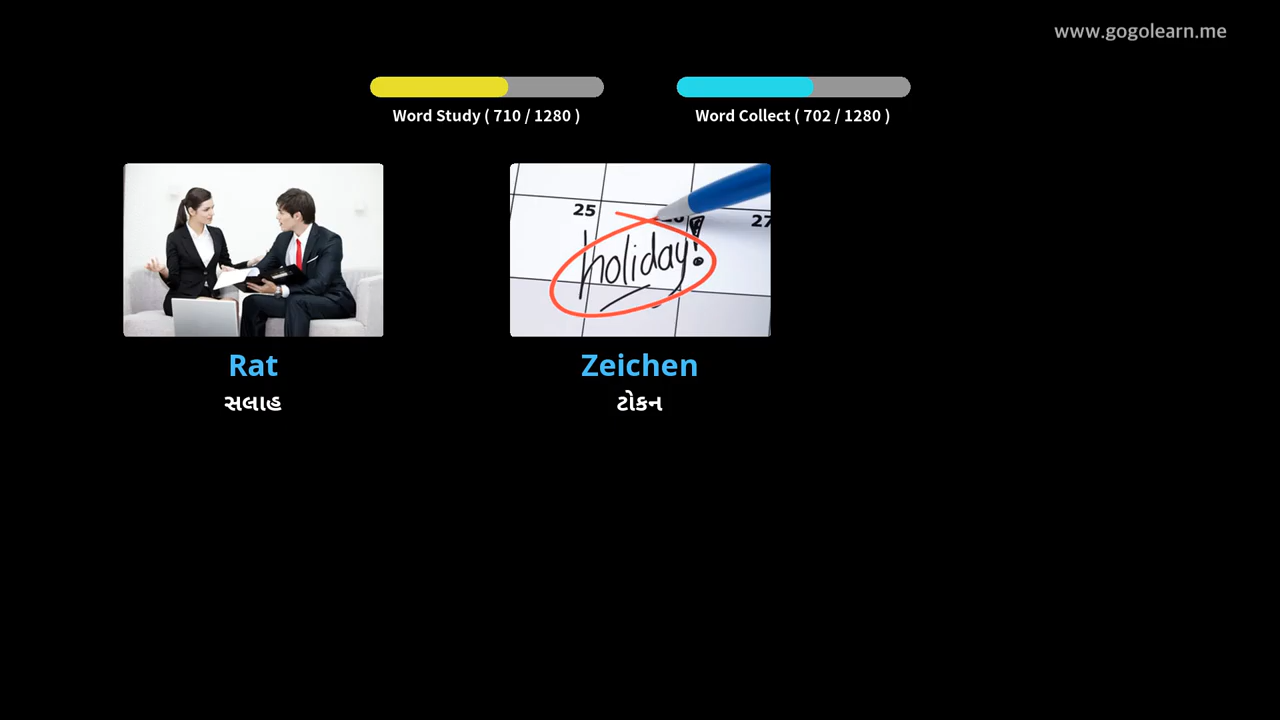 www.gogolearn.me
Word Study ( 710 / 1280 )
Word Collect ( 702 / 1280 )
25
27
holiday!
Rat
સલાહ
Zeichen
ટોકન